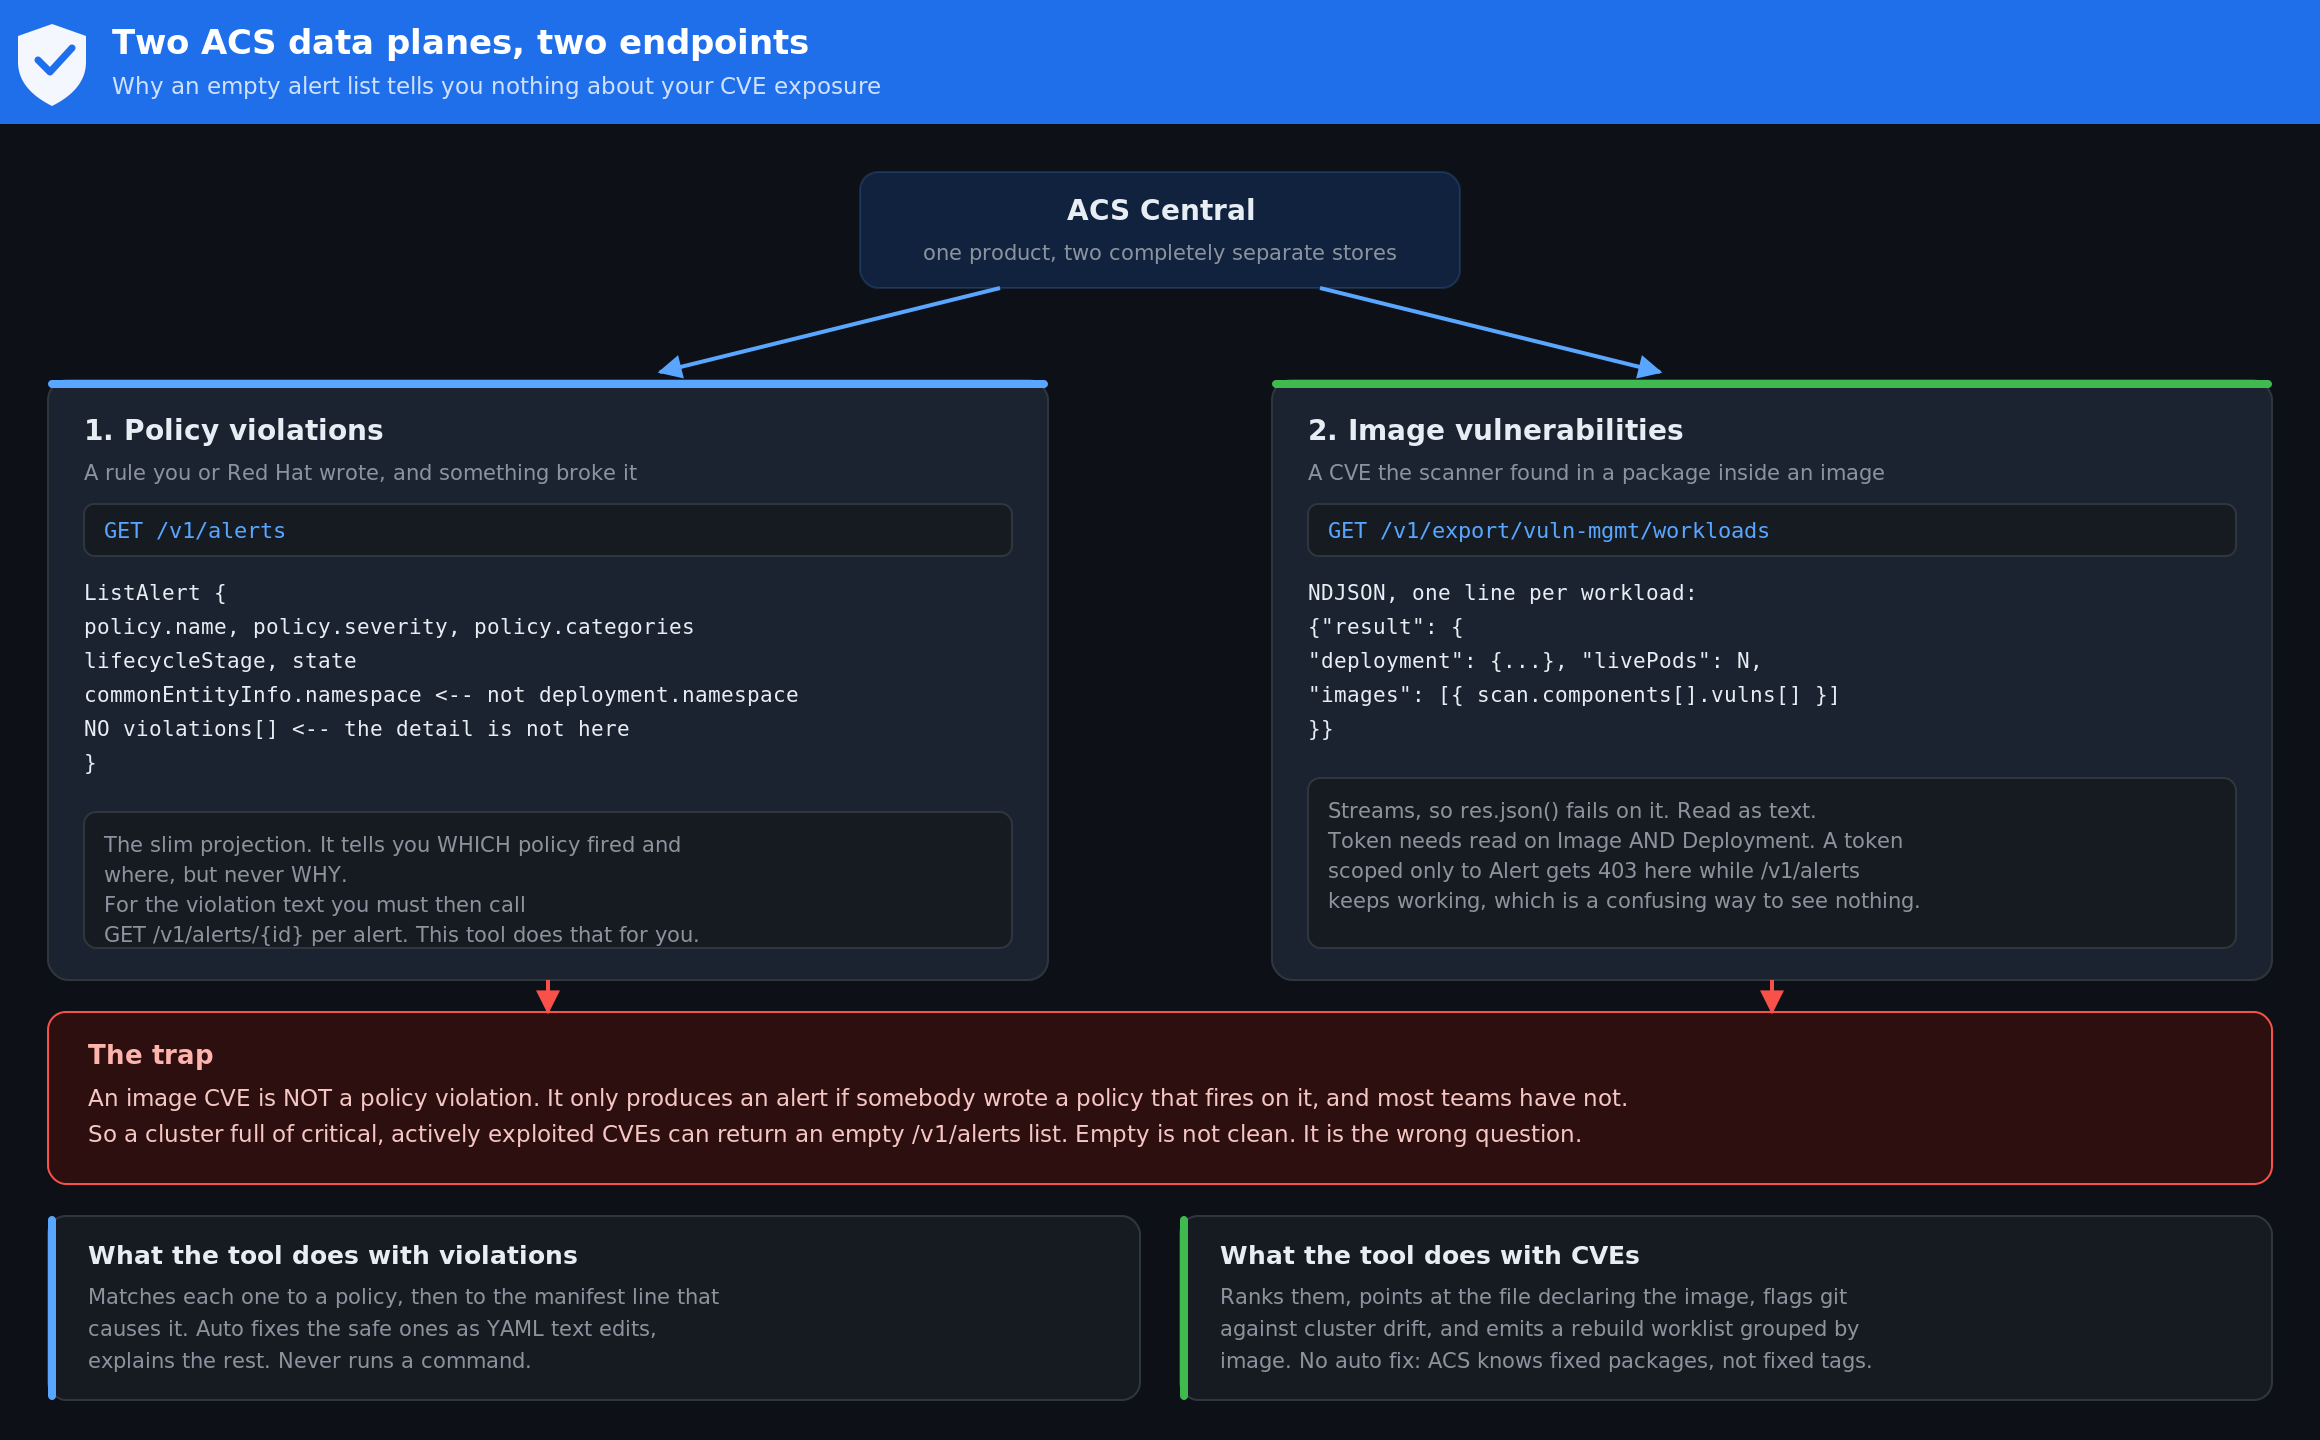 Two ACS data planes, two endpoints
Why an empty alert list tells you nothing about your CVE exposure
ACS Central
one product, two completely separate stores
1. Policy violations
A rule you or Red Hat wrote, and something broke it
GET /v1/alerts
ListAlert {
policy.name, policy.severity, policy.categories
lifecycleStage, state
commonEntityInfo.namespace <-- not deployment.namespace
NO violations[] <-- the detail is not here
}
The slim projection. It tells you WHICH policy fired and
where, but never WHY.
For the violation text you must then call
GET /v1/alerts/{id} per alert. This tool does that for you.
2. Image vulnerabilities
A CVE the scanner found in a package inside an image
GET /v1/export/vuln-mgmt/workloads
NDJSON, one line per workload:
{"result": {
"deployment": {...}, "livePods": N,
"images": [{ scan.components[].vulns[] }]
}}
Streams, so res.json() fails on it. Read as text.
Token needs read on Image AND Deployment. A token
scoped only to Alert gets 403 here while /v1/alerts
keeps working, which is a confusing way to see nothing.
The trap
An image CVE is NOT a policy violation. It only produces an alert if somebody wrote a policy that fires on it, and most teams have not.
So a cluster full of critical, actively exploited CVEs can return an empty /v1/alerts list. Empty is not clean. It is the wrong question.
What the tool does with violations
Matches each one to a policy, then to the manifest line that
causes it. Auto fixes the safe ones as YAML text edits,
explains the rest. Never runs a command.
What the tool does with CVEs
Ranks them, points at the file declaring the image, flags git
against cluster drift, and emits a rebuild worklist grouped by
image. No auto fix: ACS knows fixed packages, not fixed tags.